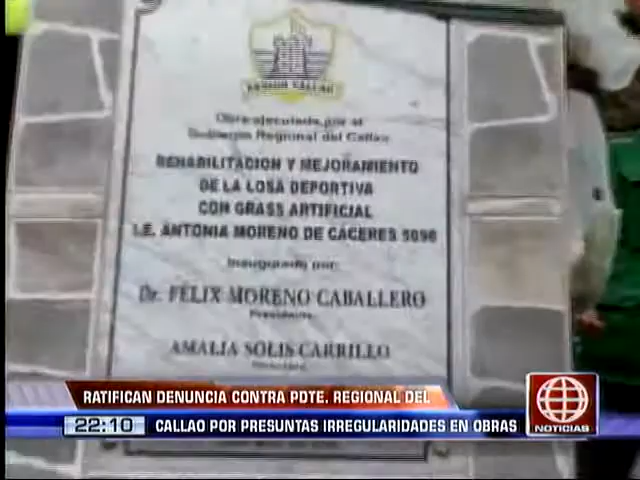 REGION CALLAO
Obra ejecutada por el
Gobierno Regional del Callao
REHABILITACION Y MEJORAMIENTO
DE LA LOSA DEPORTIVA
CON GRASS ARTIFICIAL
I.E. ANTONIA MORENO DE CACERES 5096
Inaugurado por:
Dr. FELIX MORENO CABALLERO
Presidente
AMALIA SOLIS CARRILLO
RATIFICAN DENUNCIA CONTRA PDTE. REGIONAL DEL
22:10 CALLAO POR PRESUNTAS IRREGULARIDADES EN OBRAS
NOTICIAS